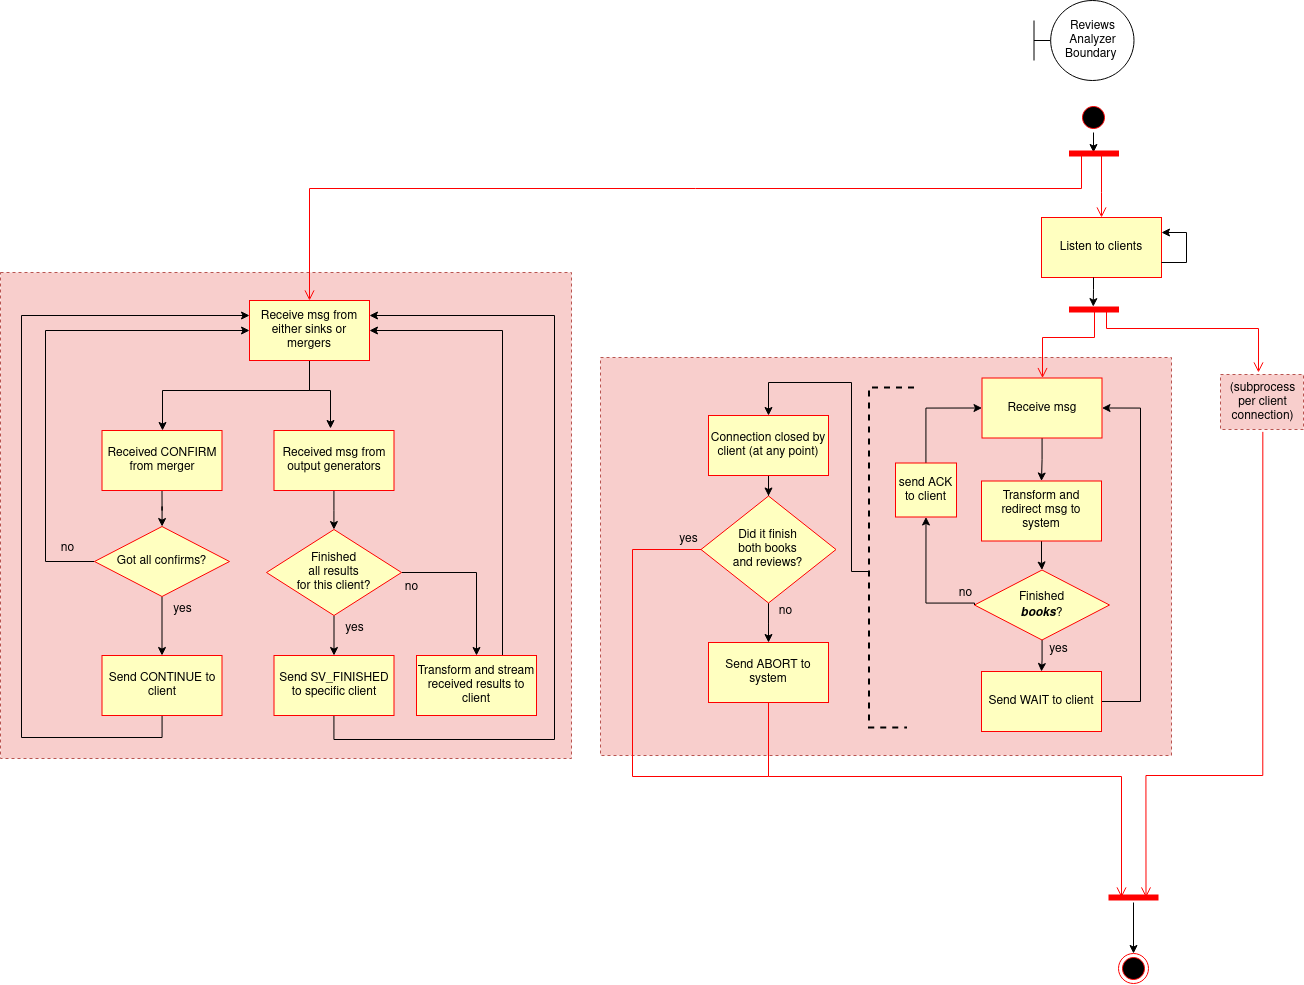 Reviews
Analyzer
Boundary
Listen to clients
Receive msg from
either sinks or
mergers
Received CONFIRM
from merger
Received msg from
output generators
Got all confirms?
no
yes
Finished
all results
for this client?
no
yes
Send CONTINUE to
client
Send SV_FINISHED
to specific client
Transform and stream
received results to
client
Connection closed by
client (at any point)
Did it finish
both books
and reviews?
yes
no
Send ABORT to
system
Receive msg
send ACK
to client
Transform and
redirect msg to
system
Finished
books?
no
yes
Send WAIT to client
(subprocess
per client
connection)